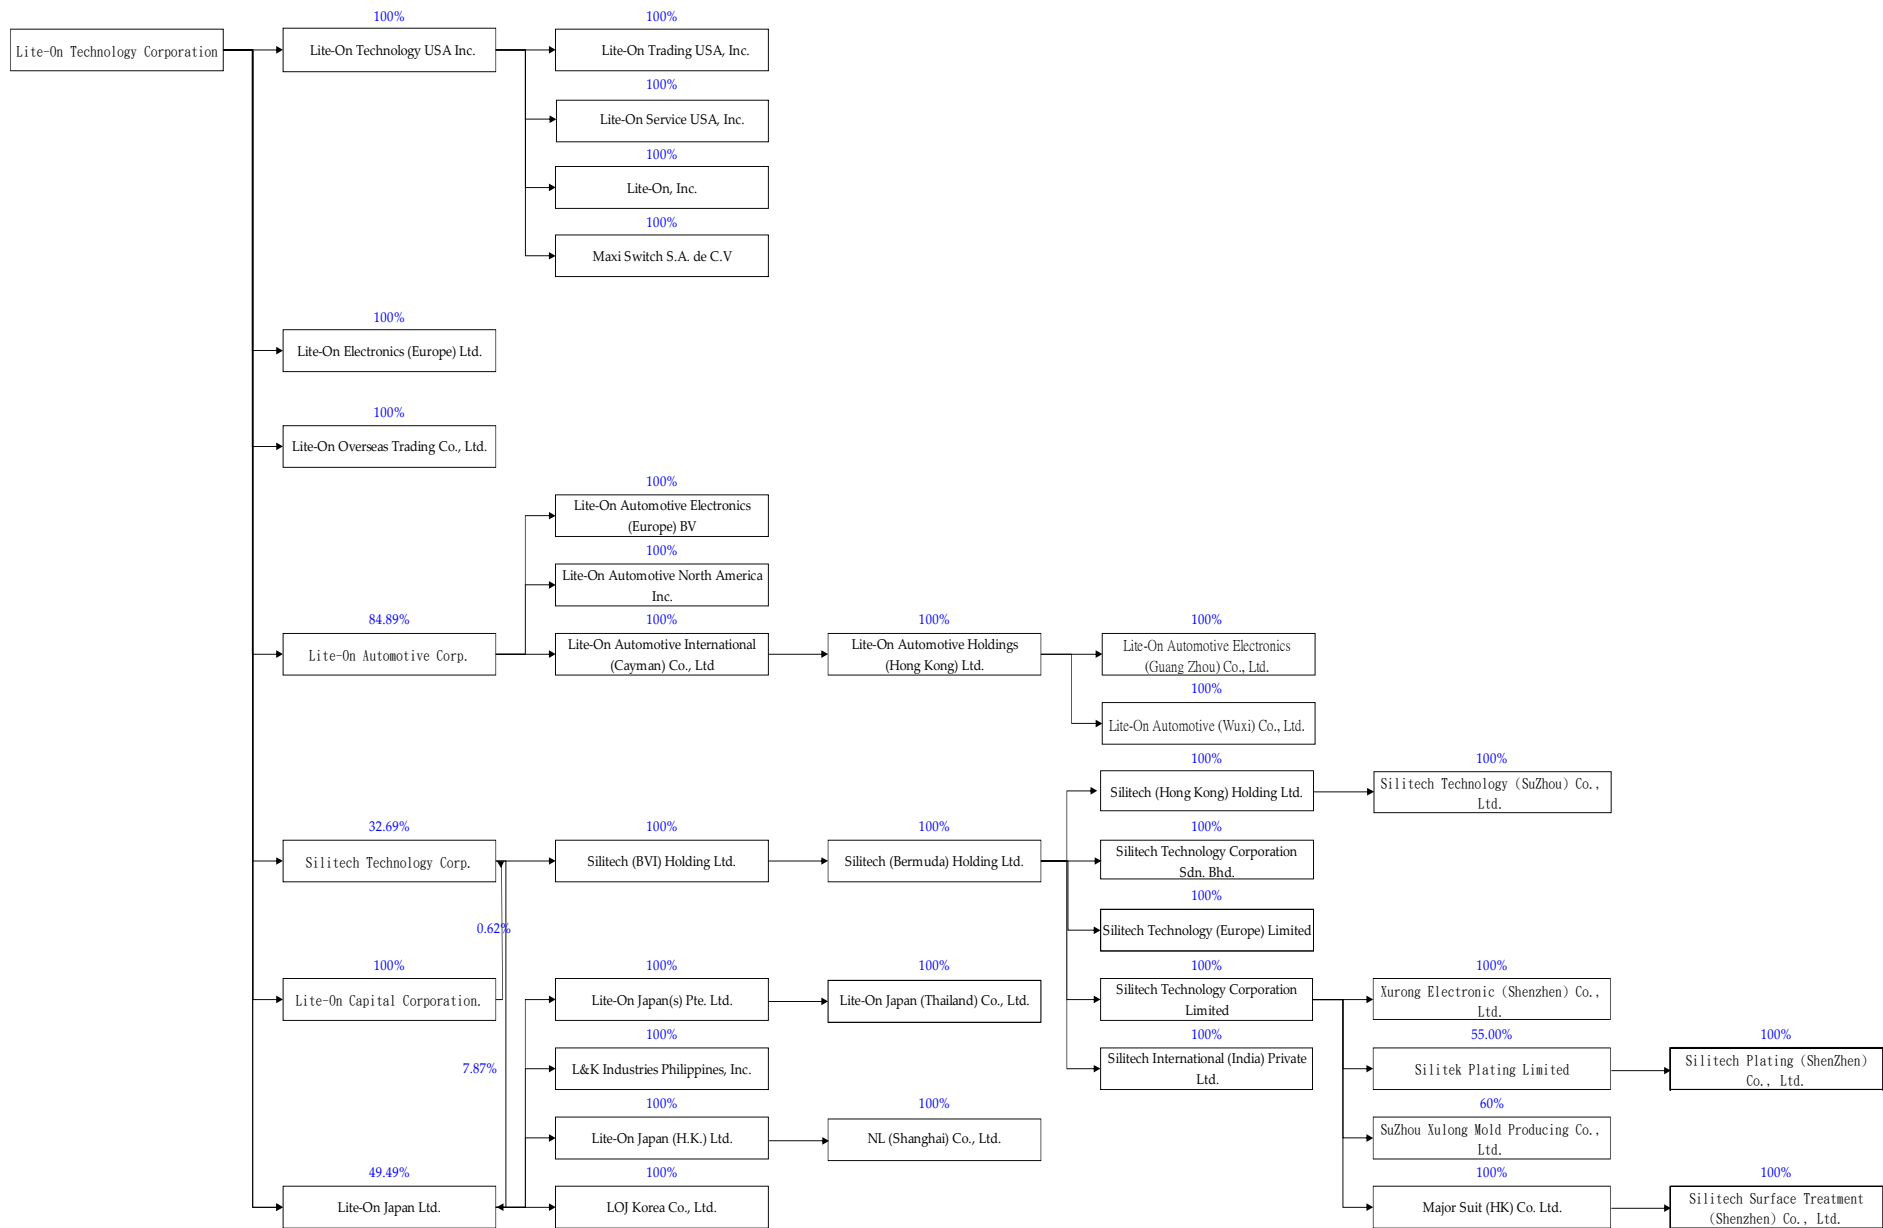 100%
100%
Lite-On Technology Corporation
Lite-On Technology USA Inc.
Lite-On Trading USA, Inc.
100%
Lite-On Service USA, Inc.
100%
Lite-On, Inc.
100%
Maxi Switch S.A. de C.V
100%
Lite-On Electronics (Europe) Ltd.
100%
Lite-On Overseas Trading Co., Ltd.
100%
Lite-On Automotive Electronics
(Europe) BV
100%
Lite-On Automotive North America
Inc.
84.89%
Lite-On Automotive Corp.
100%
Lite-On Automotive International
(Cayman) Co., Ltd
100%
Lite-On Automotive Holdings
(Hong Kong) Ltd.
100%
Lite-On Automotive Electronics
(Guang Zhou) Co., Ltd.
100%
Lite-On Automotive (Wuxi) Co., Ltd.
100%
Silitech (Hong Kong) Holding Ltd.
100%
Silitech Technology (SuZhou) Co.,
Ltd.
32.69%
Silitech Technology Corp.
100%
Silitech (BVI) Holding Ltd.
100%
Silitech (Bermuda) Holding Ltd.
100%
Silitech Technology Corporation
Sdn. Bhd.
100%
Silitech Technology (Europe) Limited
0.62%
100%
Lite-On Capital Corporation.
100%
Lite-On Japan(s) Pte. Ltd.
100%
Lite-On Japan (Thailand) Co., Ltd.
100%
Silitech Technology Corporation
Limited
100%
Xurong Electronic (Shenzhen) Co.,
Ltd.
7.87%
100%
L&K Industries Philippines, Inc.
100%
Silitech International (India) Private
Ltd.
55.00%
Silitek Plating Limited
100%
Silitech Plating (ShenZhen)
Co., Ltd.
100%
Lite-On Japan (H.K.) Ltd.
100%
NL (Shanghai) Co., Ltd.
60%
SuZhou Xulong Mold Producing Co.,
Ltd.
49.49%
Lite-On Japan Ltd.
100%
LOJ Korea Co., Ltd.
100%
Major Suit (HK) Co. Ltd.
100%
Silitech Surface Treatment
(Shenzhen) Co., Ltd.